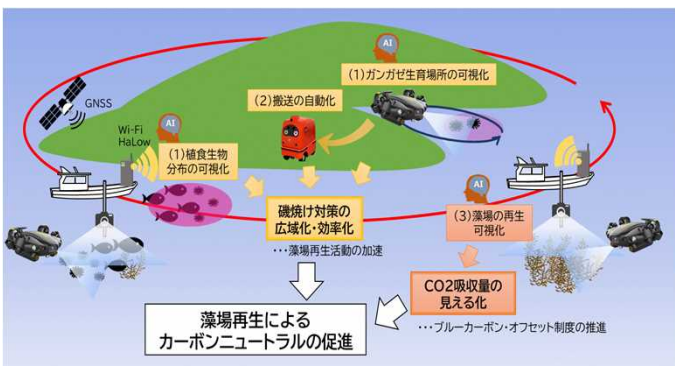 AI
(1)ガンガゼ生育場所の可視化
(2)搬送の自動化
GNSS
Wi-Fi
HaLow
AI
(1)植食生物
分布の可視化
磯焼け対策の
広域化・効率化
・・・藻場再生活動の加速
AI
(3)藻場の再生
可視化
CO2吸収量の
見える化
・・・ブルーカーボン・オフセット制度の推進
藻場再生による
カーボンニュートラルの促進